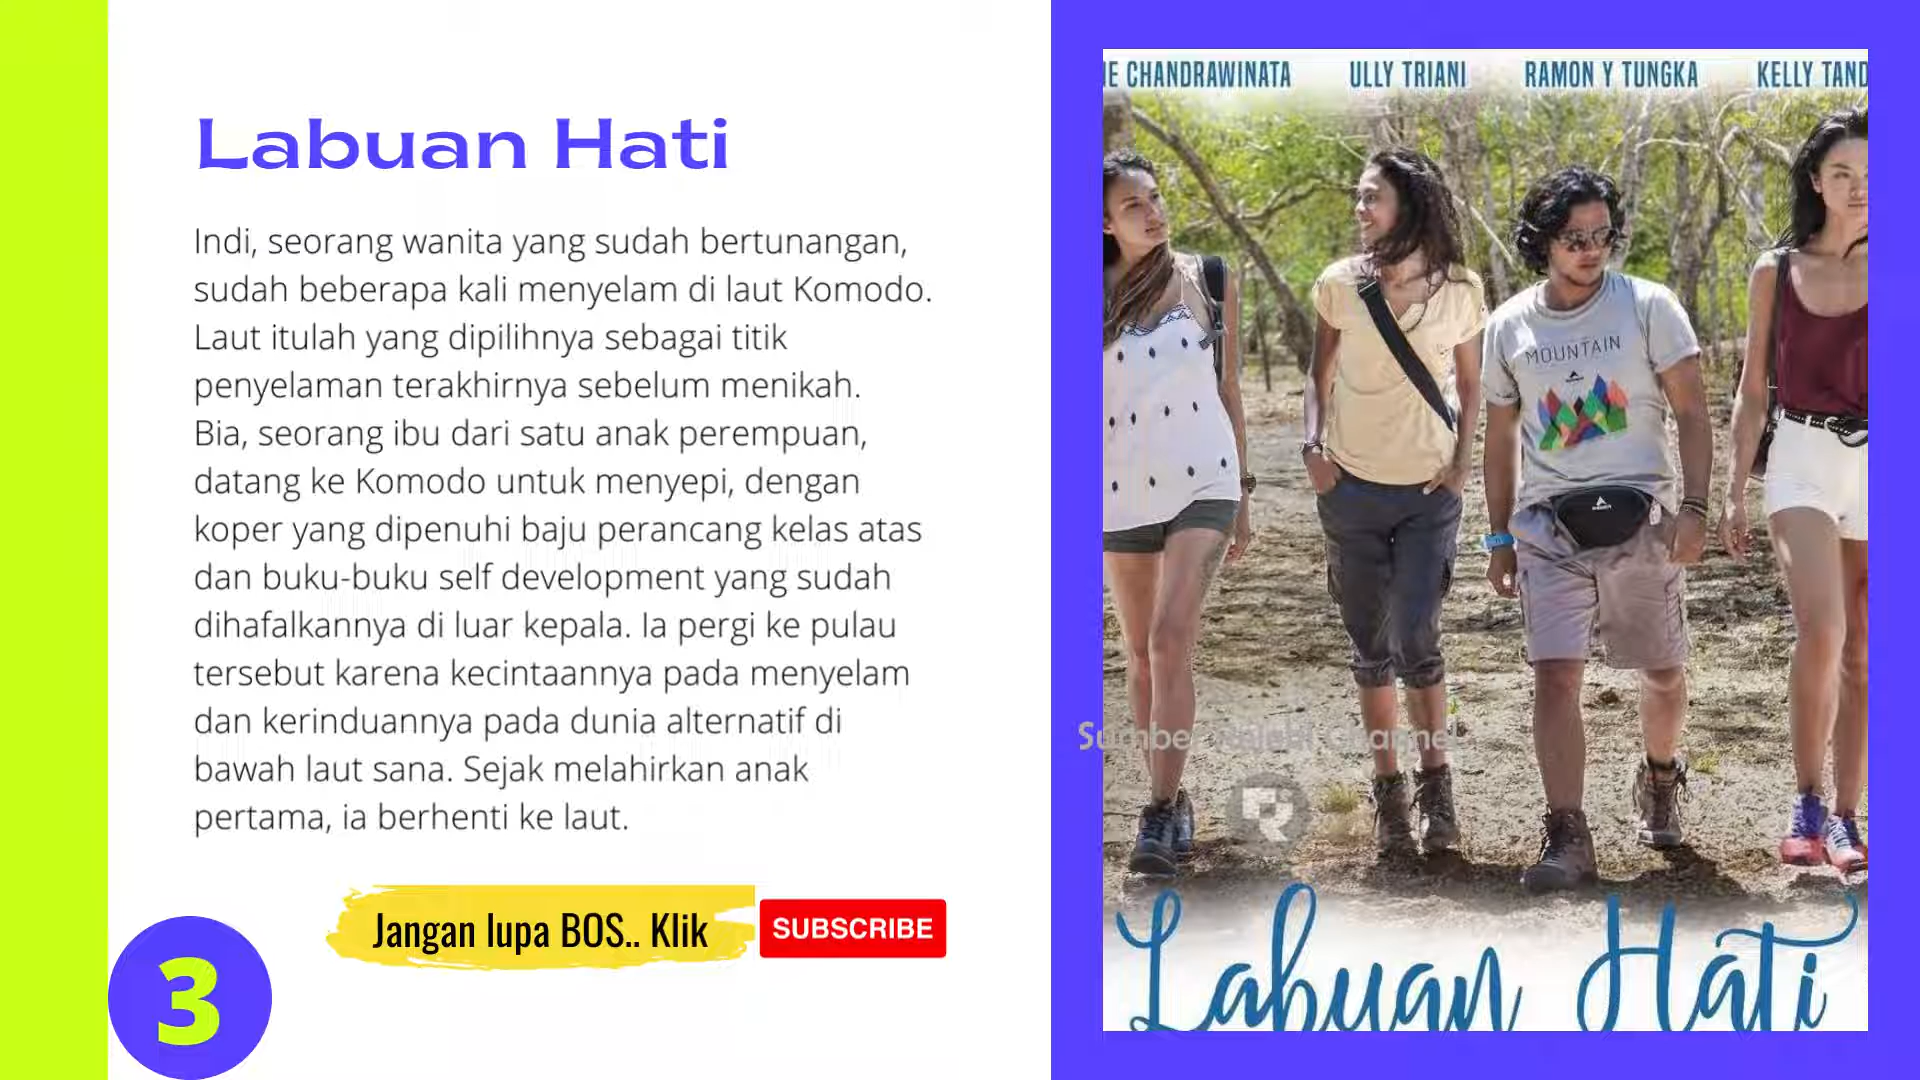 Labuan Hati
Indi, seorang wanita yang sudah bertunangan,
sudah beberapa kali menyelam di laut Komodo.
Laut itulah yang dipilihnya sebagai titik
penyelaman terakhirnya sebelum menikah.
Bia, seorang ibu dari satu anak perempuan,
datang ke Komodo untuk menyepi, dengan
koper yang dipenuhi baju perancang kelas atas
dan buku-buku self development yang sudah
dihafalkannya di luar kepala. Ia pergi ke pulau
tersebut karena kecintaannya pada menyelam
dan kerinduannya pada dunia alternatif di
bawah laut sana. Sejak melahirkan anak
pertama, ia berhenti ke laut.
Jangan lupa BOS.. Klik
SUBSCRIBE
3
CHANDRAWINATA ULLY TRIANI RAMON Y TUNGKA KELLY
MOUNTAIN
Labuan Hati